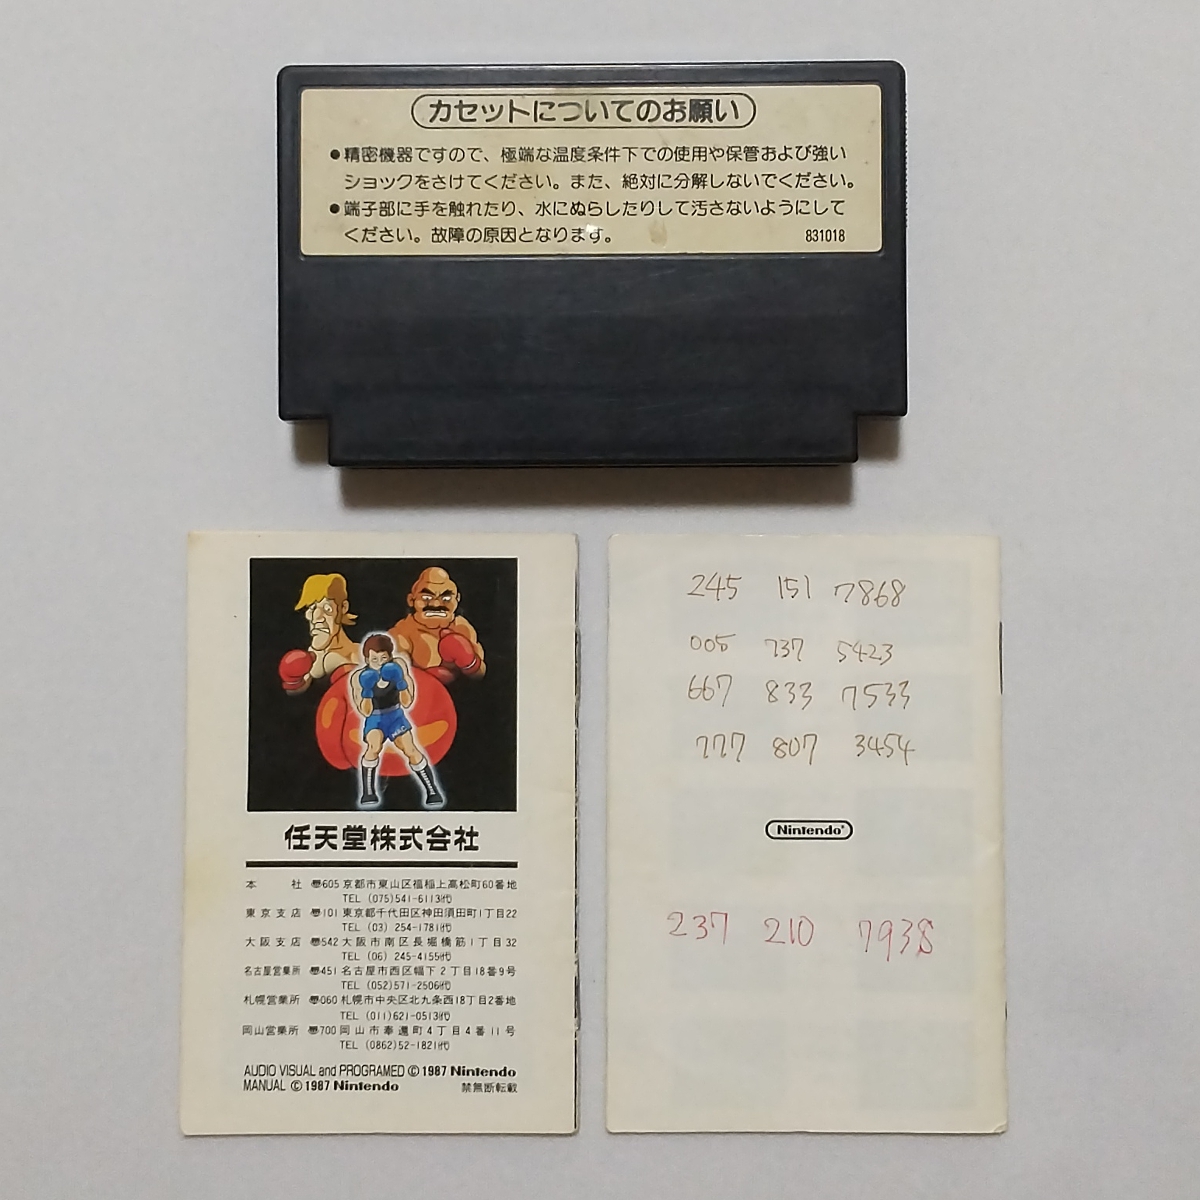 カセットについてのお願い
●精密機器ですので、極端な温度条件下での使用や保管および強い
ショックをさけてください。また、絶対に分解しないでください。
●端子部に手を触れたり、水にぬらしたりして汚さないようにして
ください。故障の原因となります。
831018
MAC
任天堂株式会社
本社 〠605 京都市東山区福稲上高松町60番地
TEL (075)541-6113代
東京支店 〠101 東京都千代田区神田須田町1丁目22
TEL (03) 254-1781代
大阪支店 〠542 大阪市南区長堀橋筋1丁目32
TEL (06) 245-4155代
名古屋営業所 〠451 名古屋市西区幅下2丁目18番9号
TEL (052)571-2506代
札幌営業所 〠060 札幌市中央区北九条西18丁目2番地
TEL (011)621-0513代
岡山営業所 〠700 岡山市奉還町4丁目4番11号
TEL (0862)52-1821代
AUDIO VISUAL and PROGRAMED © 1987 Nintendo
MANUAL © 1987 Nintendo 禁無断転載
245 151 7868
005 737 5423
667 833 7533
777 807 3454
Nintendo®
237 210 7938